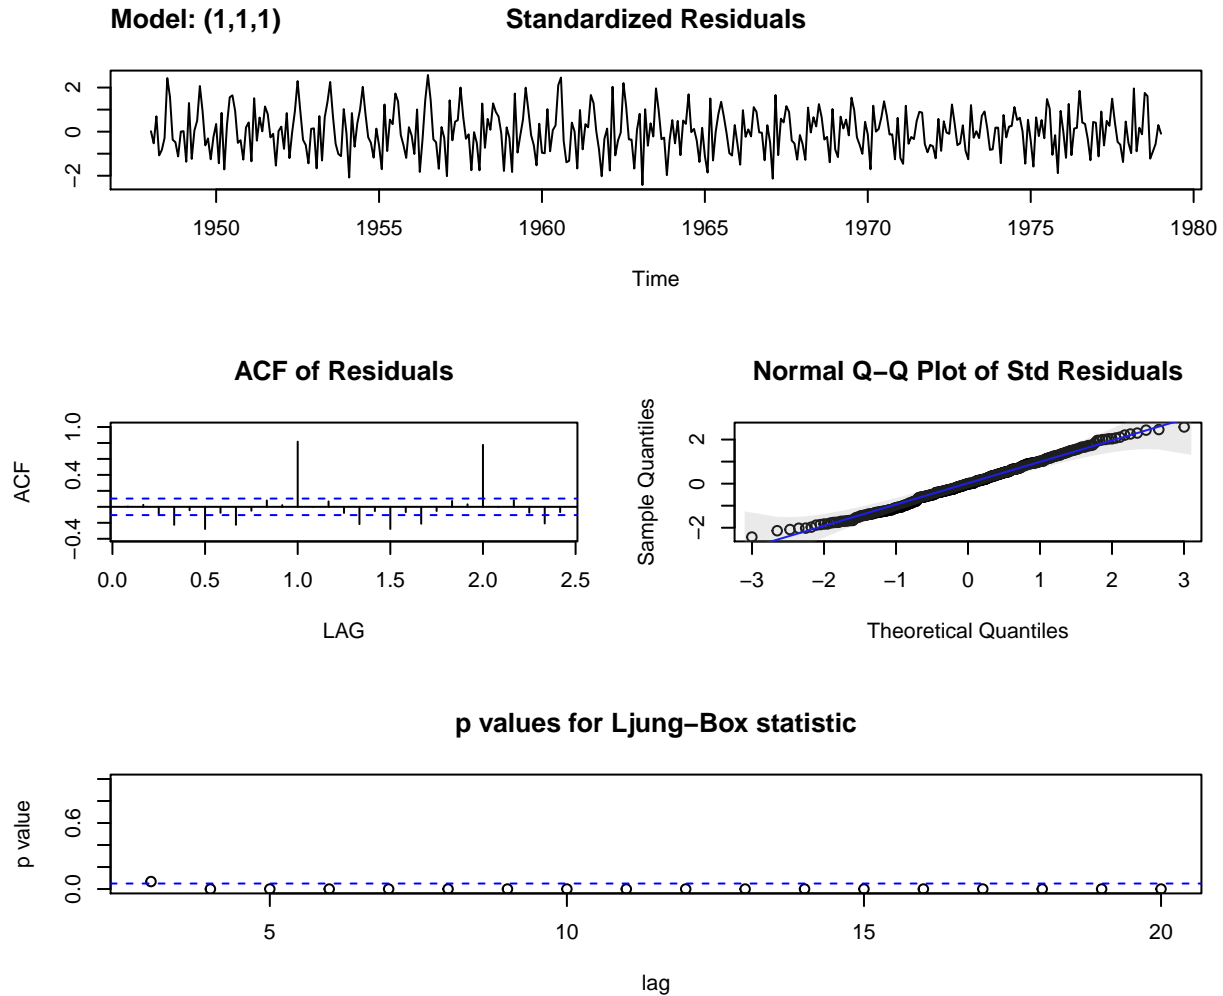 Model: (1,1,1) Standardized Residuals
2
0
−2
1950 1955 1960 1965 1970 1975 1980
Time
ACF of Residuals
ACF
1.0
0.4
−0.4
0.0 0.5 1.0 1.5 2.0 2.5
LAG
Normal Q−Q Plot of Std Residuals
Sample Quantiles
2
0
−2
−3 −2 −1 0 1 2 3
Theoretical Quantiles
p values for Ljung−Box statistic
p value
0.6
0.0
5 10 15 20
lag